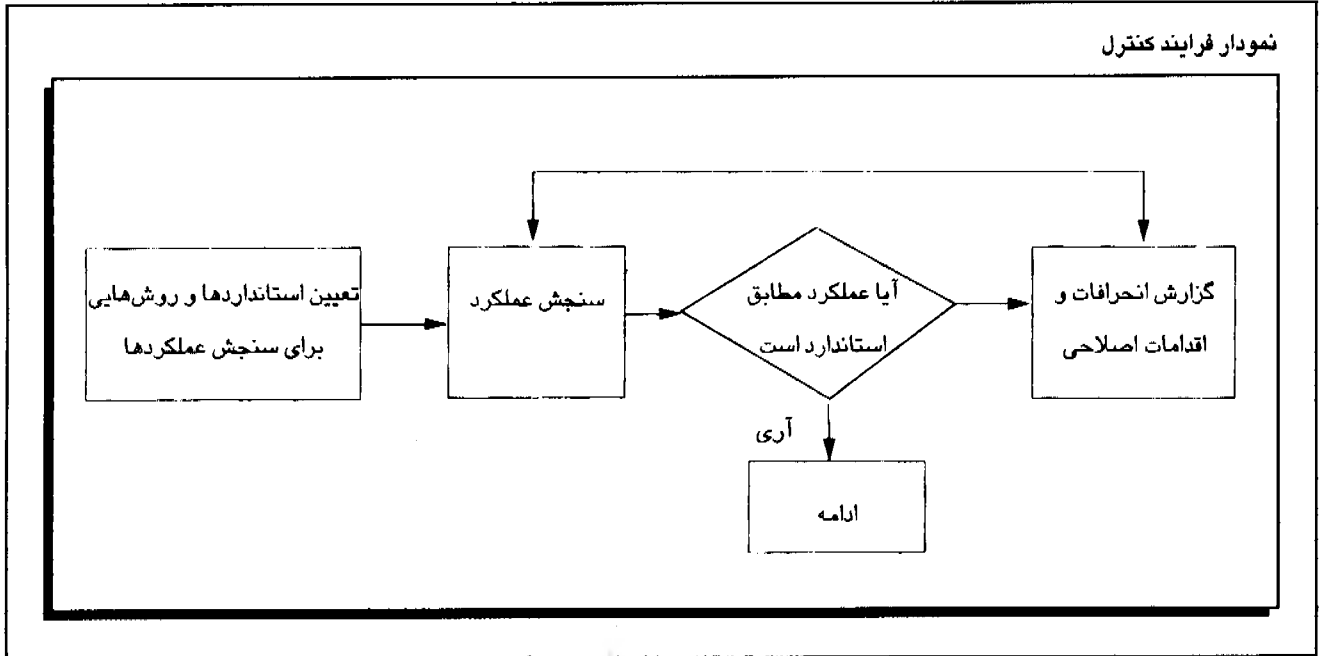 نمودار فرایند کنترل
تعیین استانداردها و روش‌هایی
برای سنجش عملکردها
سنجش عملکرد
آیا عملکرد مطابق
استاندارد است
گزارش انحرافات و
اقدامات اصلاحی
آری
ادامه